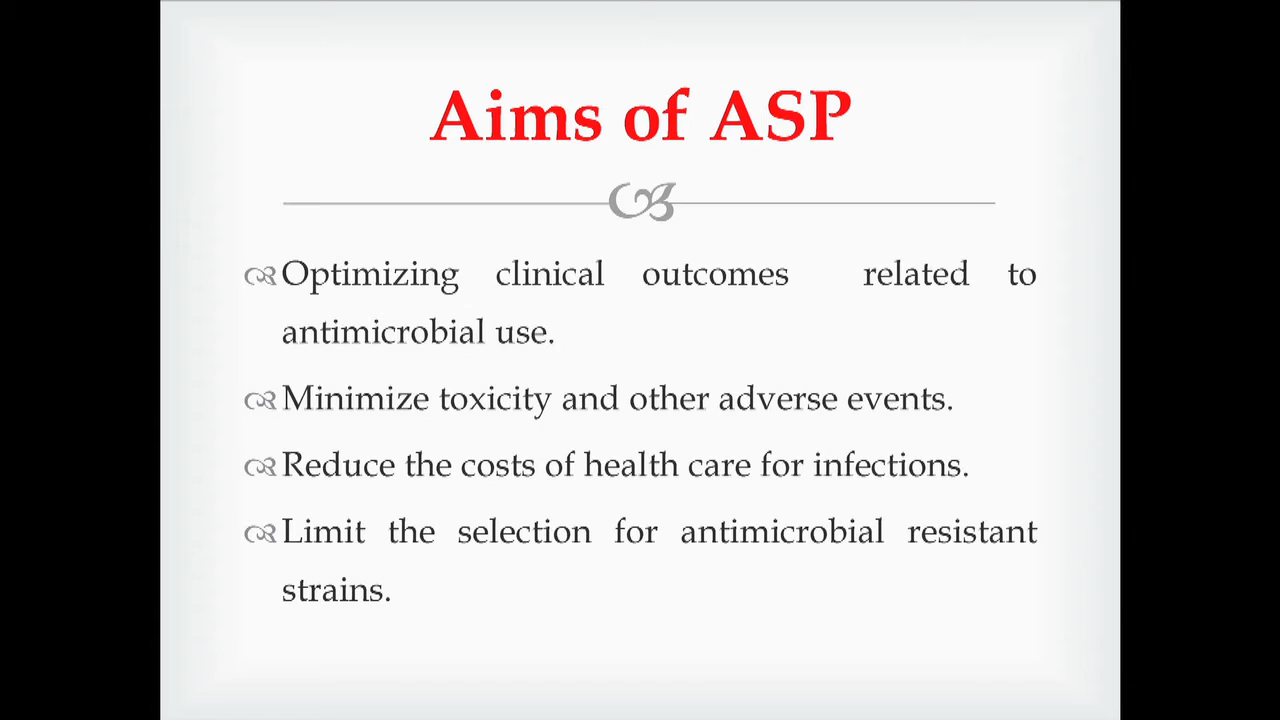 Aims of ASP
Optimizing clinical outcomes related to
antimicrobial use.
Minimize toxicity and other adverse events.
Reduce the costs of health care for infections.
Limit the selection for antimicrobial resistant
strains.